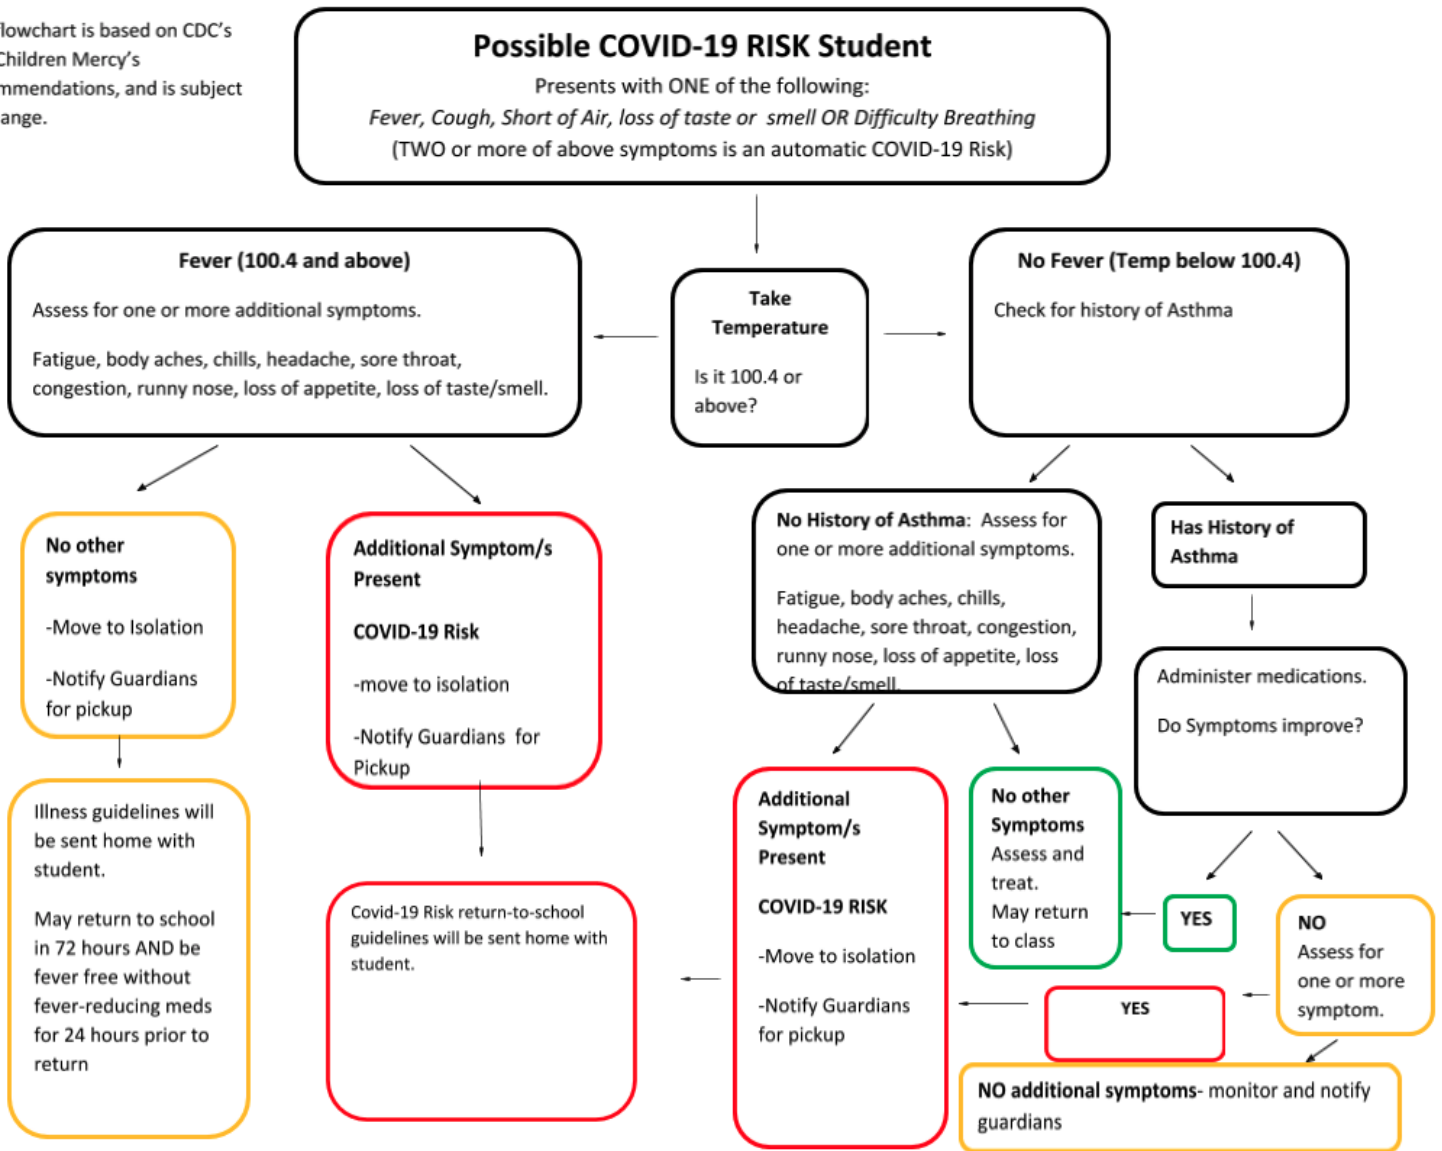 flowchart is based on CDC's
Children Mercy's
mmendations, and is subject
ange.
Possible COVID-19 RISK Student
Presents with ONE of the following:
Fever, Cough, Short of Air, loss of taste or smell OR Difficulty Breathing
(TWO or more of above symptoms is an automatic COVID-19 Risk)
Fever (100.4 and above)
Assess for one or more additional symptoms.
Fatigue, body aches, chills, headache, sore throat,
congestion, runny nose, loss of appetite, loss of taste/smell.
Take
Temperature
Is it 100.4 or
above?
No Fever (Temp below 100.4)
Check for history of Asthma
No other
symptoms
-Move to Isolation
-Notify Guardians
for pickup
Additional Symptom/s
Present
COVID-19 Risk
-move to isolation
-Notify Guardians for
Pickup
No History of Asthma: Assess for
one or more additional symptoms.
Fatigue, body aches, chills,
headache, sore throat, congestion,
runny nose, loss of appetite, loss
of taste/smell.
Has History of
Asthma
Administer medications.
Do Symptoms improve?
Illness guidelines will
be sent home with
student.
May return to school
in 72 hours AND be
fever free without
fever-reducing meds
for 24 hours prior to
return
Covid-19 Risk return-to-school
guidelines will be sent home with
student.
Additional
Symptom/s
Present
COVID-19 RISK
-Move to isolation
-Notify Guardians
for pickup
No other
Symptoms
Assess and
treat.
May return
to class
YES
NO
Assess for
one or more
symptom.
YES
NO additional symptoms- monitor and notify
guardians